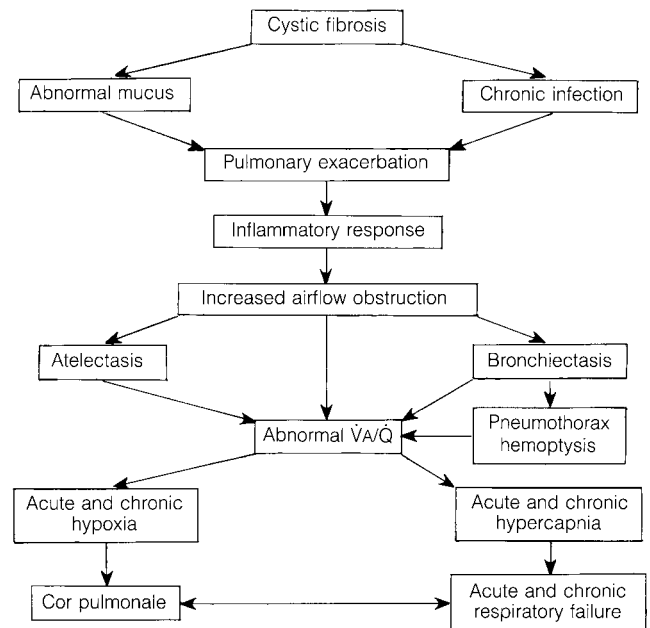 Cystic fibrosis
Abnormal mucus
Chronic infection
Pulmonary exacerbation
Inflammatory response
Increased airflow obstruction
Atelectasis
Bronchiectasis
Abnormal V̇A/Q̇
Pneumothorax
hemoptysis
Acute and chronic
hypoxia
Acute and chronic
hypercapnia
Cor pulmonale
Acute and chronic
respiratory failure